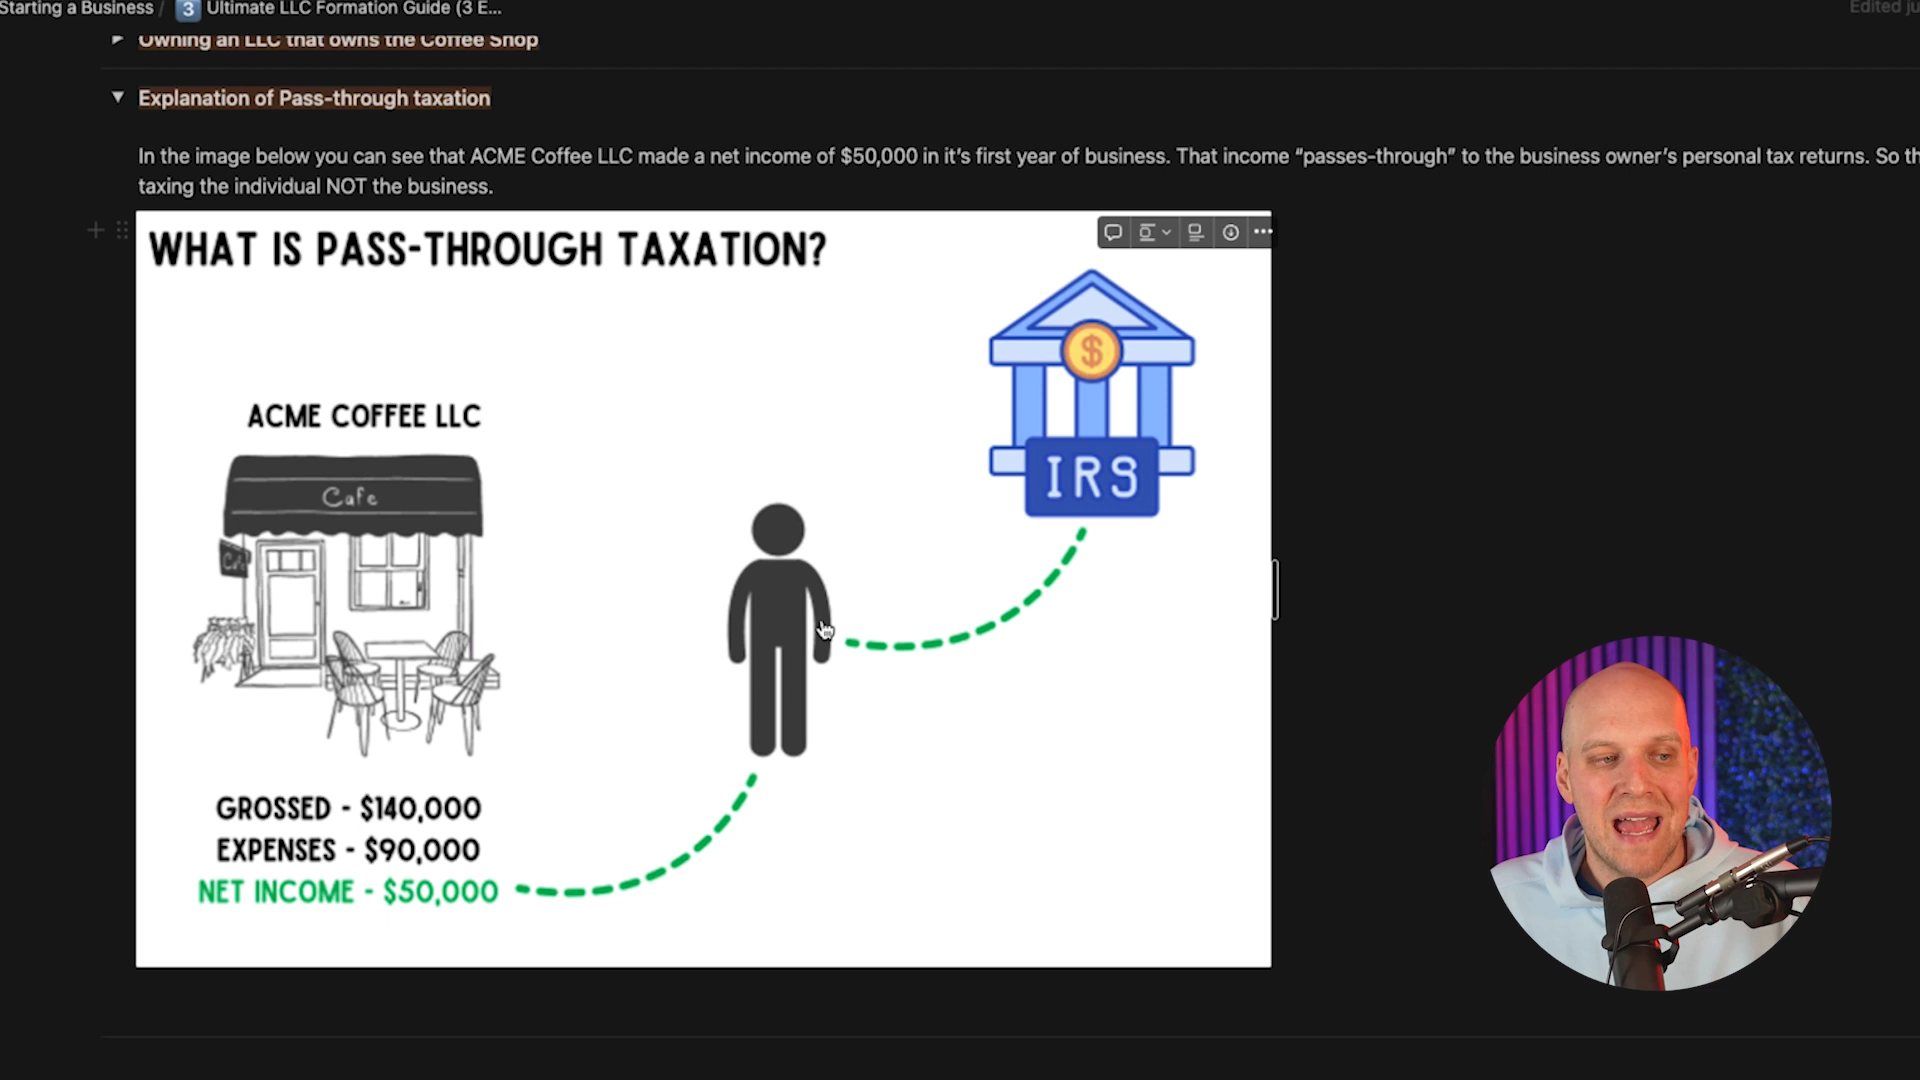 Starting a Business / 3 Ultimate LLC Formation Guide (3 E... Edited ju
Owning an LLC that owns the Coffee Shop
Explanation of Pass-through taxation
In the image below you can see that ACME Coffee LLC made a net income of $50,000 in it's first year of business. That income “passes-through” to the business owner's personal tax returns. So th
taxing the individual NOT the business.
WHAT IS PASS-THROUGH TAXATION?
$
IRS
ACME COFFEE LLC
Cafe
Cafe
GROSSED - $140,000
EXPENSES - $90,000
NET INCOME - $50,000